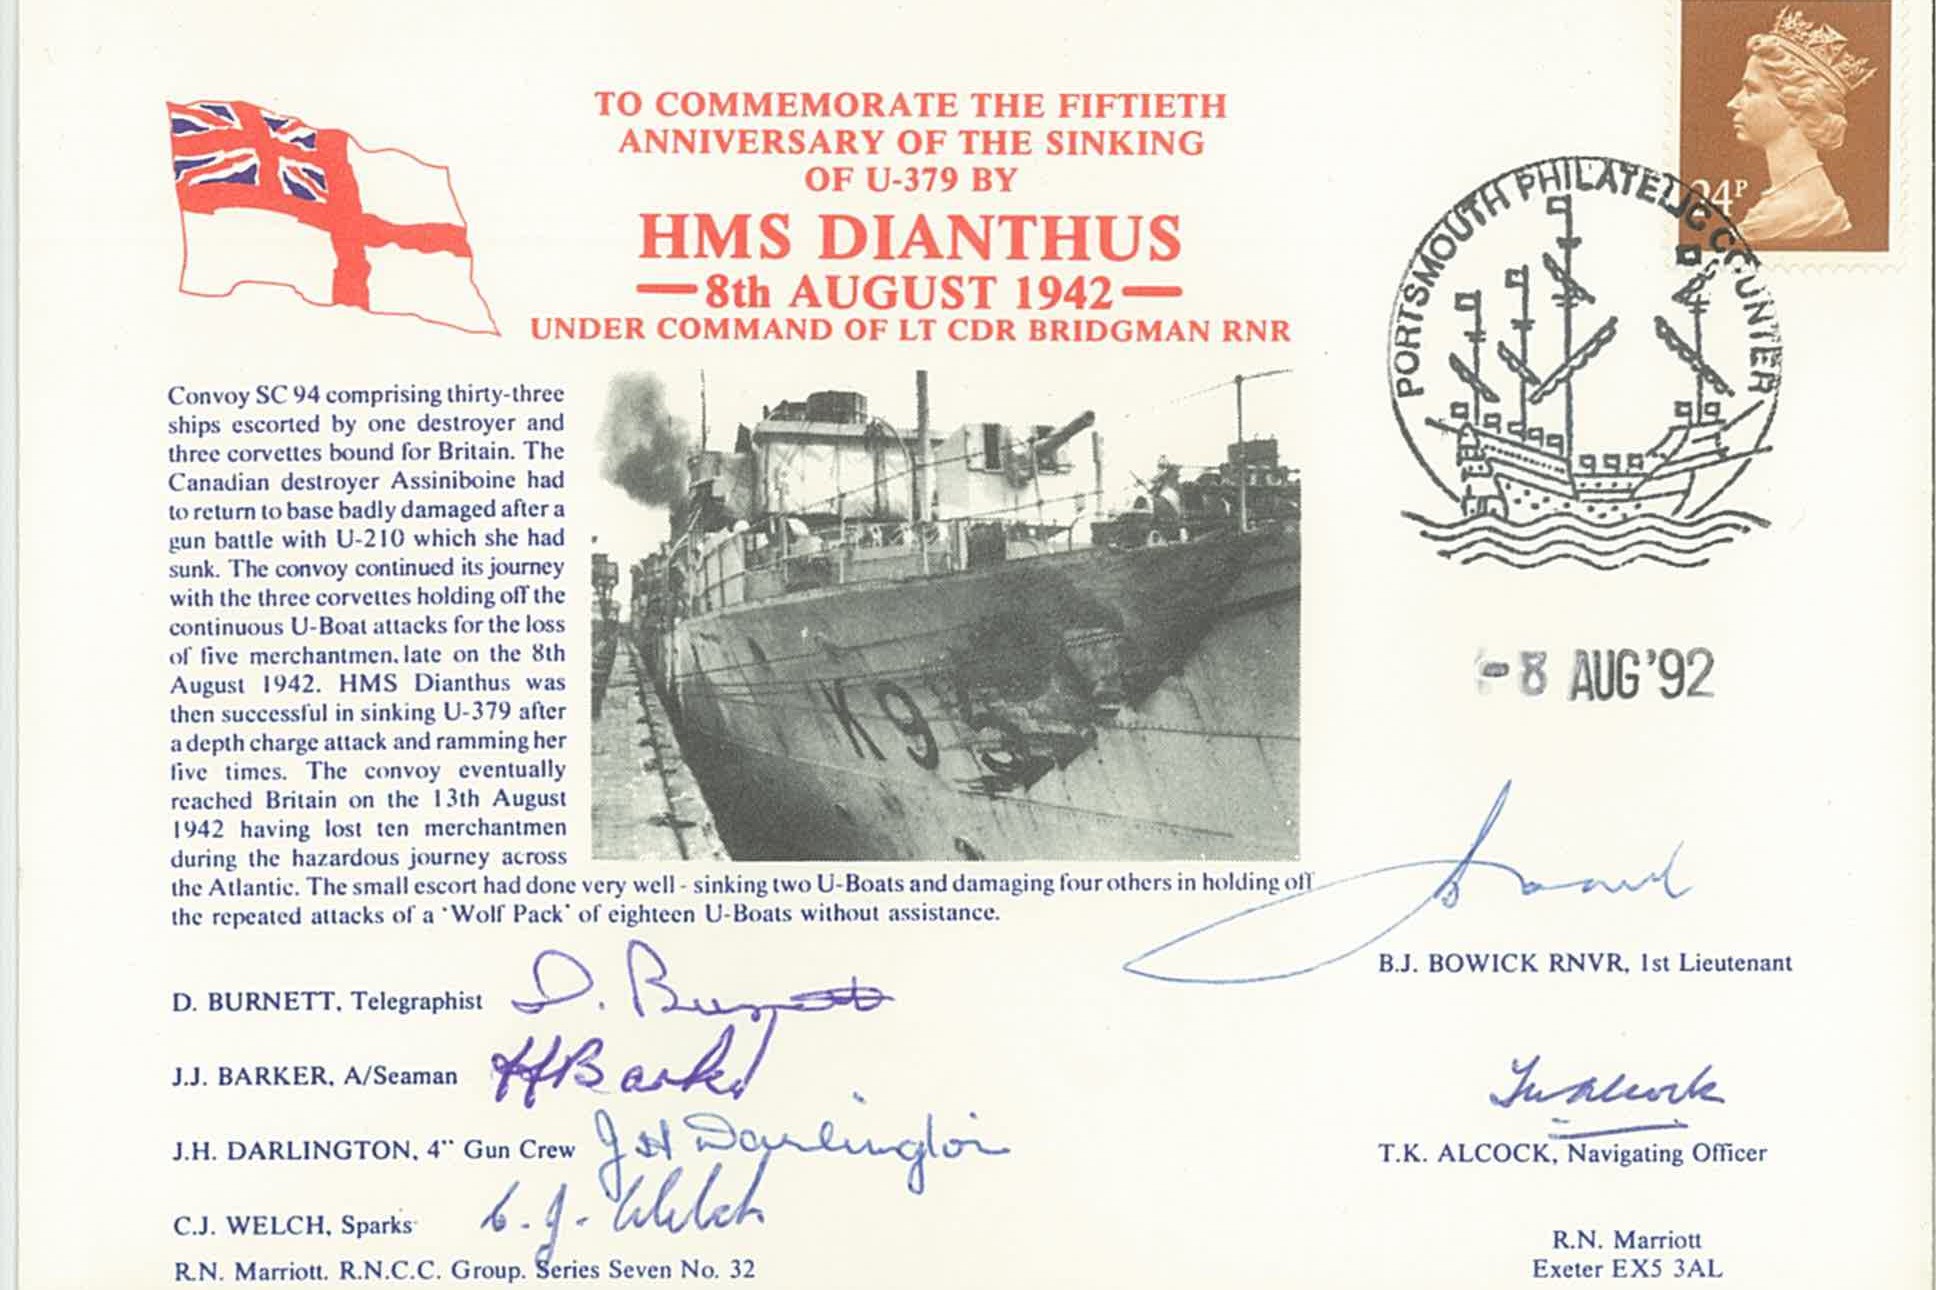 TO COMMEMORATE THE FIFTIETH
ANNIVERSARY OF THE SINKING
OF U-379 BY
HMS DIANTHUS
8th AUGUST 1942
UNDER COMMAND OF LT CDR BRIDGMAN RNR
24P
PORTSMOUTH PHILATELIC COUNTER
-8 AUG '92
Convoy SC 94 comprising thirty-three
ships escorted by one destroyer and
three corvettes bound for Britain. The
Canadian destroyer Assiniboine had
to return to base badly damaged after a
gun battle with U-210 which she had
sunk. The convoy continued its journey
with the three corvettes holding off the
continuous U-Boat attacks for the loss
of five merchantmen, late on the 8th
August 1942. HMS Dianthus was
then successful in sinking U-379 after
a depth charge attack and ramming her
five times. The convoy eventually
reached Britain on the 13th August
1942 having lost ten merchantmen
during the hazardous journey across
the Atlantic. The small escort had done very well - sinking two U-Boats and damaging four others in holding off
the repeated attacks of a 'Wolf Pack' of eighteen U-Boats without assistance.
K 9
B.J. BOWICK RNVR, 1st Lieutenant
D. BURNETT, Telegraphist D. Burnett
J.J. BARKER, A/Seaman JJBarker
J.H. DARLINGTON, 4" Gun Crew J H Darlington
T.K. Alcock
T.K. ALCOCK, Navigating Officer
C.J. WELCH, Sparks C. J. Welch
R.N. Marriott. R.N.C.C. Group. Series Seven No. 32
R.N. Marriott
Exeter EX5 3AL